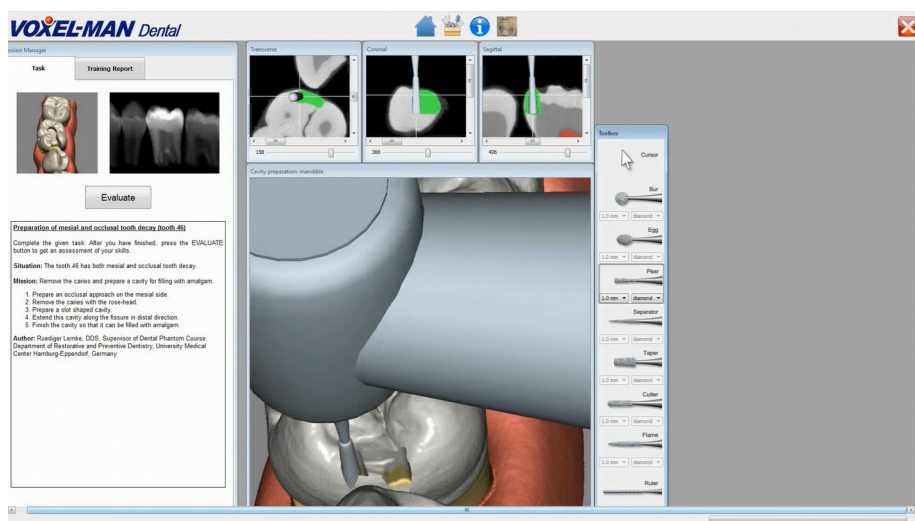 VOXEL-MAN Dental
ession Manager
Task
Training Report
Evaluate
Preparation of mesial and occlusal tooth decay (tooth 46)
Complete the given task. After you have finished, press the EVALUATE
button to get an assessment of your skills.
Situation: The tooth 46 has both mesial and occlusal tooth decay.
Mission: Remove the caries and prepare a cavity for filling with amalgam.
1. Prepare an occlusal approach on the mesial side.
2. Remove the caries with the rose-head.
3. Prepare a slot shaped cavity.
4. Extend this cavity along the fissure in distal direction.
5. Finish the cavity so that it can be filled with amalgam.
Author: Ruediger Lemke, DDS, Supervisor of Dental Phantom Course,
Department of Restorative and Preventive Dentistry, University Medical
Center Hamburg-Eppendorf, Germany
Transverse
Coronal
Sagittal
158
366
426
Cavity preparation: mandible
Toolbox
Cursor
Bur
1.0 mm diamond
Egg
1.0 mm diamond
Pear
1.0 mm diamond
Separator
1.0 mm diamond
Taper
1.0 mm diamond
Cutter
1.0 mm diamond
Flame
1.0 mm diamond
Ruler